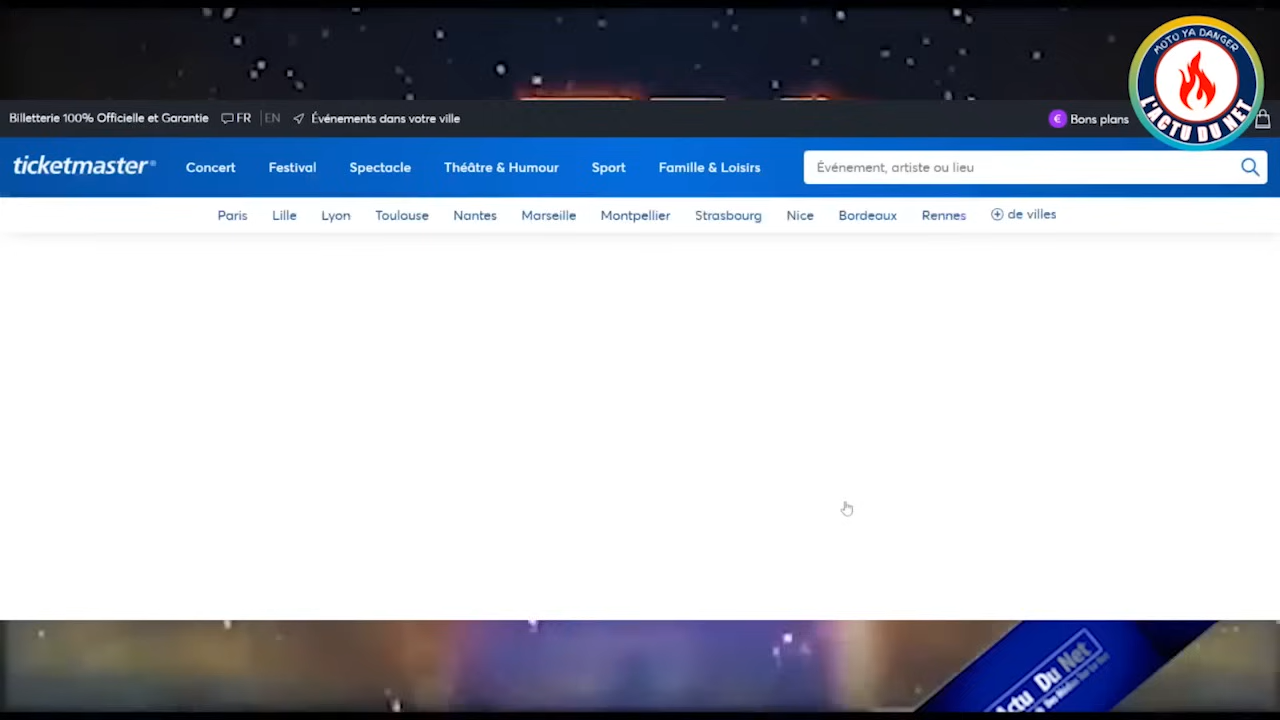 MOTO YA DANGER
L'ACTU DU NET
Billetterie 100% Officielle et Garantie FR EN Événements dans votre ville Bons plans
ticketmaster® Concert Festival Spectacle Théâtre & Humour Sport Famille & Loisirs Événement, artiste ou lieu
Paris Lille Lyon Toulouse Nantes Marseille Montpellier Strasbourg Nice Bordeaux Rennes de villes
Actu Du Net